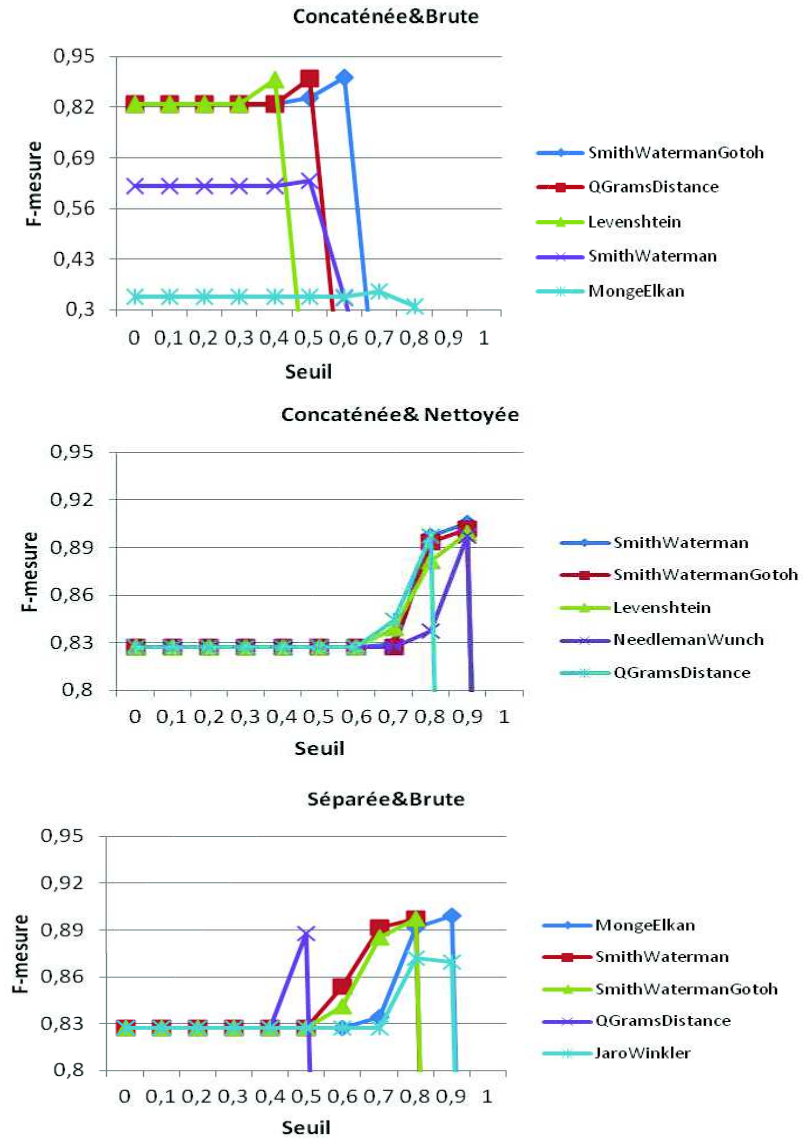 Concaténée&Brute
0,95
0,82
0,69
0,56
0,43
0,3
F-mesure
0 0,1 0,2 0,3 0,4 0,5 0,6 0,7 0,8 0,9 1
Seuil
SmithWatermanGotoh
QGramsDistance
Levenshtein
SmithWaterman
MongeElkan
Concaténée& Nettoyée
0,95
0,92
0,89
0,86
0,83
0,8
F-mesure
0 0,1 0,2 0,3 0,4 0,5 0,6 0,7 0,8 0,9 1
Seuil
SmithWaterman
SmithWatermanGotoh
Levenshtein
NeedlemanWunch
QGramsDistance
Séparée&Brute
0,95
0,92
0,89
0,86
0,83
0,8
F-mesure
0 0,1 0,2 0,3 0,4 0,5 0,6 0,7 0,8 0,9 1
Seuil
MongeElkan
SmithWaterman
SmithWatermanGotoh
QGramsDistance
JaroWinkler